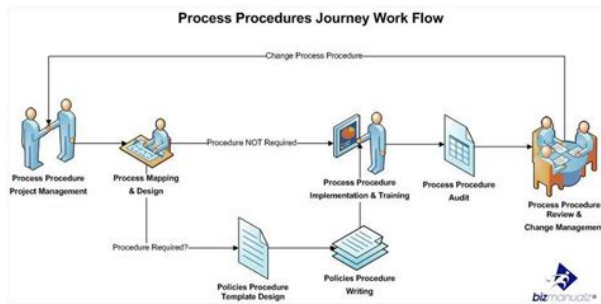 Process Procedures Journey Work Flow
Change Process Procedure
Procedure NOT Required
Process Procedure
Project Management
Process Mapping
& Design
Process Procedure
Implementation & Training
Process Procedure
Audit
Process Procedure
Review &
Change Management
Procedure Required?
Policies Procedure
Template Design
Policies Procedure
Writing
bizmanualz®